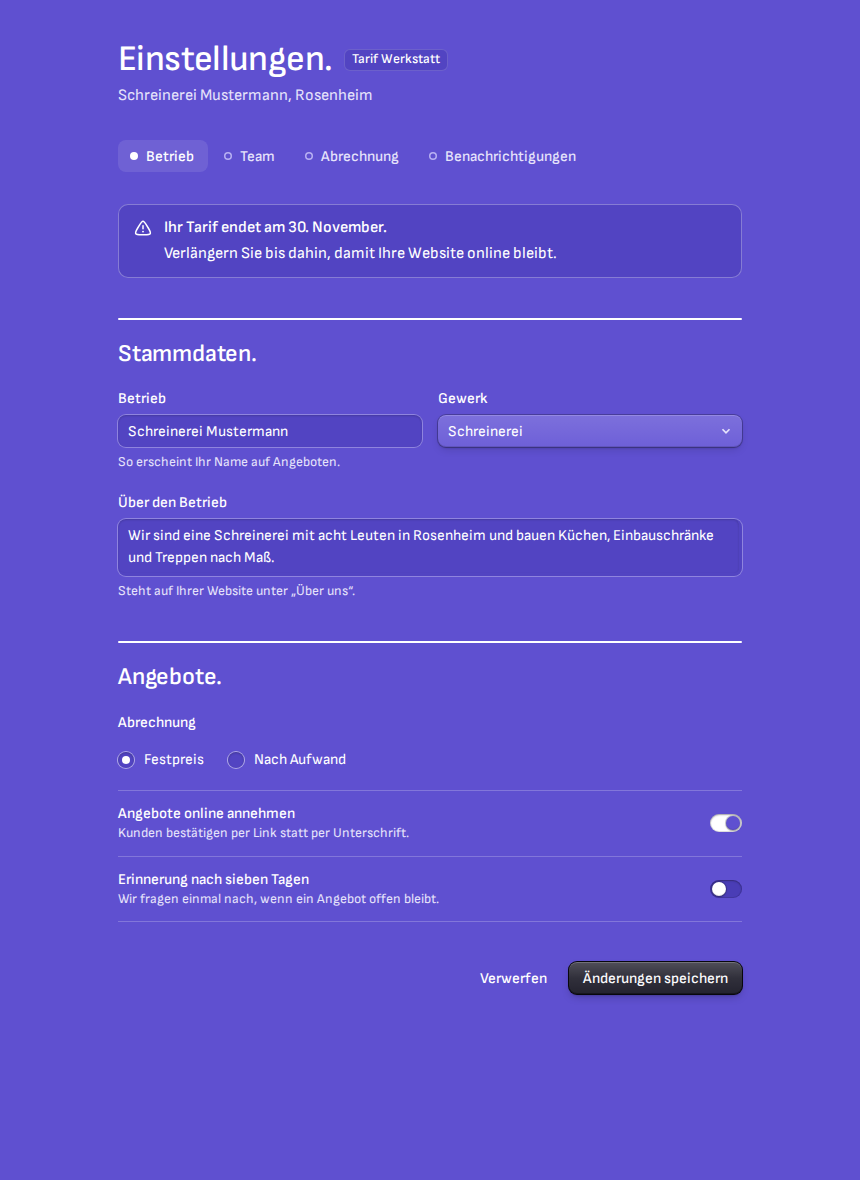 Einstellungen.
Tarif Werkstatt
Schreinerei Mustermann, Rosenheim
Betrieb
Team
Abrechnung
Benachrichtigungen
Ihr Tarif endet am 30. November.
Verlängern Sie bis dahin, damit Ihre Website online bleibt.
Stammdaten.
Betrieb
Gewerk
Schreinerei Mustermann
Schreinerei
So erscheint Ihr Name auf Angeboten.
Über den Betrieb
Wir sind eine Schreinerei mit acht Leuten in Rosenheim und bauen Küchen, Einbauschränke
und Treppen nach Maß.
Steht auf Ihrer Website unter „Über uns“.
Angebote.
Abrechnung
Festpreis
Nach Aufwand
Angebote online annehmen
Kunden bestätigen per Link statt per Unterschrift.
Erinnerung nach sieben Tagen
Wir fragen einmal nach, wenn ein Angebot offen bleibt.
Verwerfen
Änderungen speichern